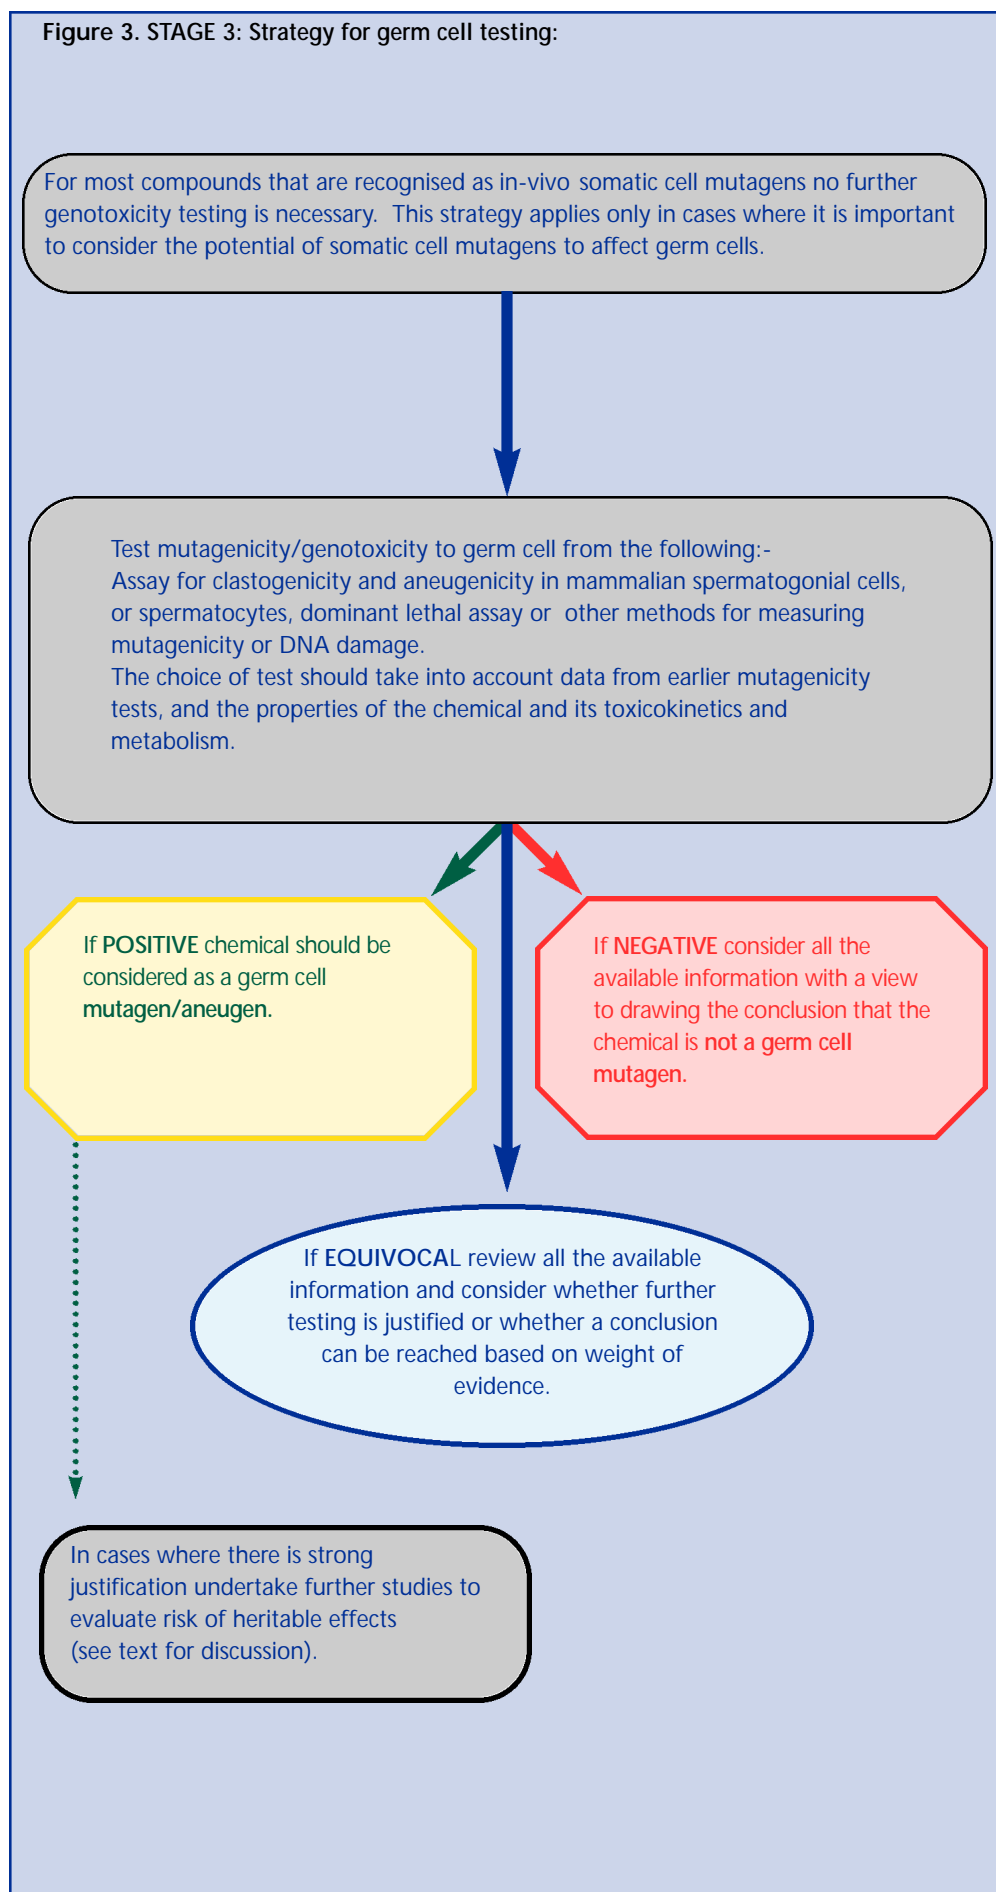 Figure 3. STAGE 3: Strategy for germ cell testing:
For most compounds that are recognised as in-vivo somatic cell mutagens no further
genotoxicity testing is necessary. This strategy applies only in cases where it is important
to consider the potential of somatic cell mutagens to affect germ cells.
Test mutagenicity/genotoxicity to germ cell from the following:-
Assay for clastogenicity and aneugenicity in mammalian spermatogonial cells,
or spermatocytes, dominant lethal assay or other methods for measuring
mutagenicity or DNA damage.
The choice of test should take into account data from earlier mutagenicity
tests, and the properties of the chemical and its toxicokinetics and
metabolism.
If POSITIVE chemical should be
considered as a germ cell
mutagen/aneugen.
If NEGATIVE consider all the
available information with a view
to drawing the conclusion that the
chemical is not a germ cell
mutagen.
If EQUIVOCAL review all the available
information and consider whether further
testing is justified or whether a conclusion
can be reached based on weight of
evidence.
In cases where there is strong
justification undertake further studies to
evaluate risk of heritable effects
(see text for discussion).